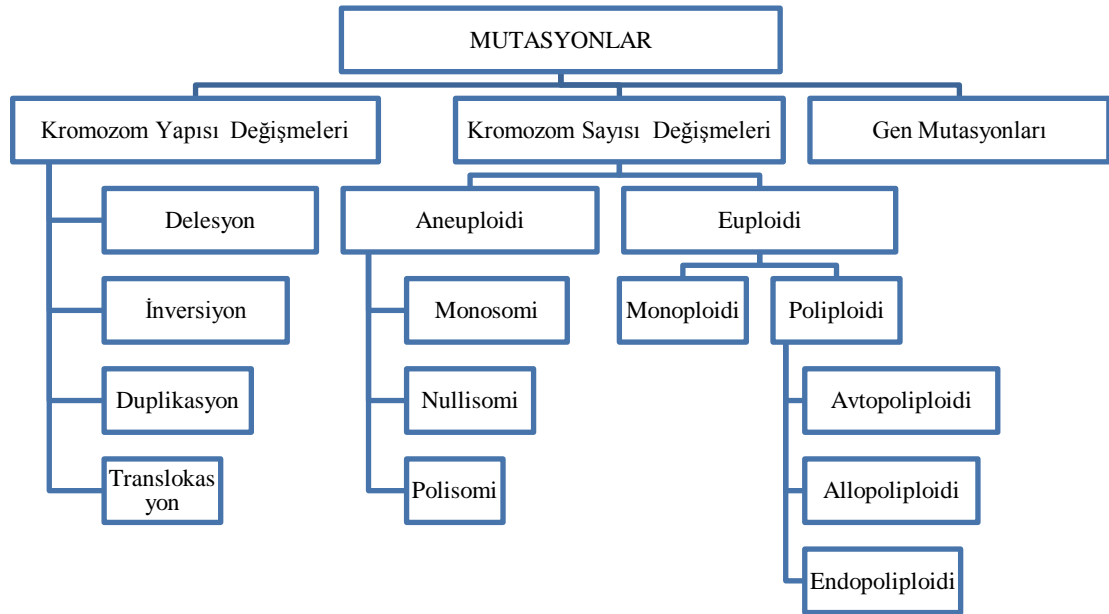 MUTASYONLAR
Kromozom Yapısı Değişmeleri
Kromozom Sayısı Değişmeleri
Gen Mutasyonları
Delesyon
Aneuploidi
Euploidi
İnversiyon
Monosomi
Monoploidi
Poliploidi
Duplikasyon
Nullisomi
Avtopoliploidi
Translokas
yon
Polisomi
Allopoliploidi
Endopoliploidi